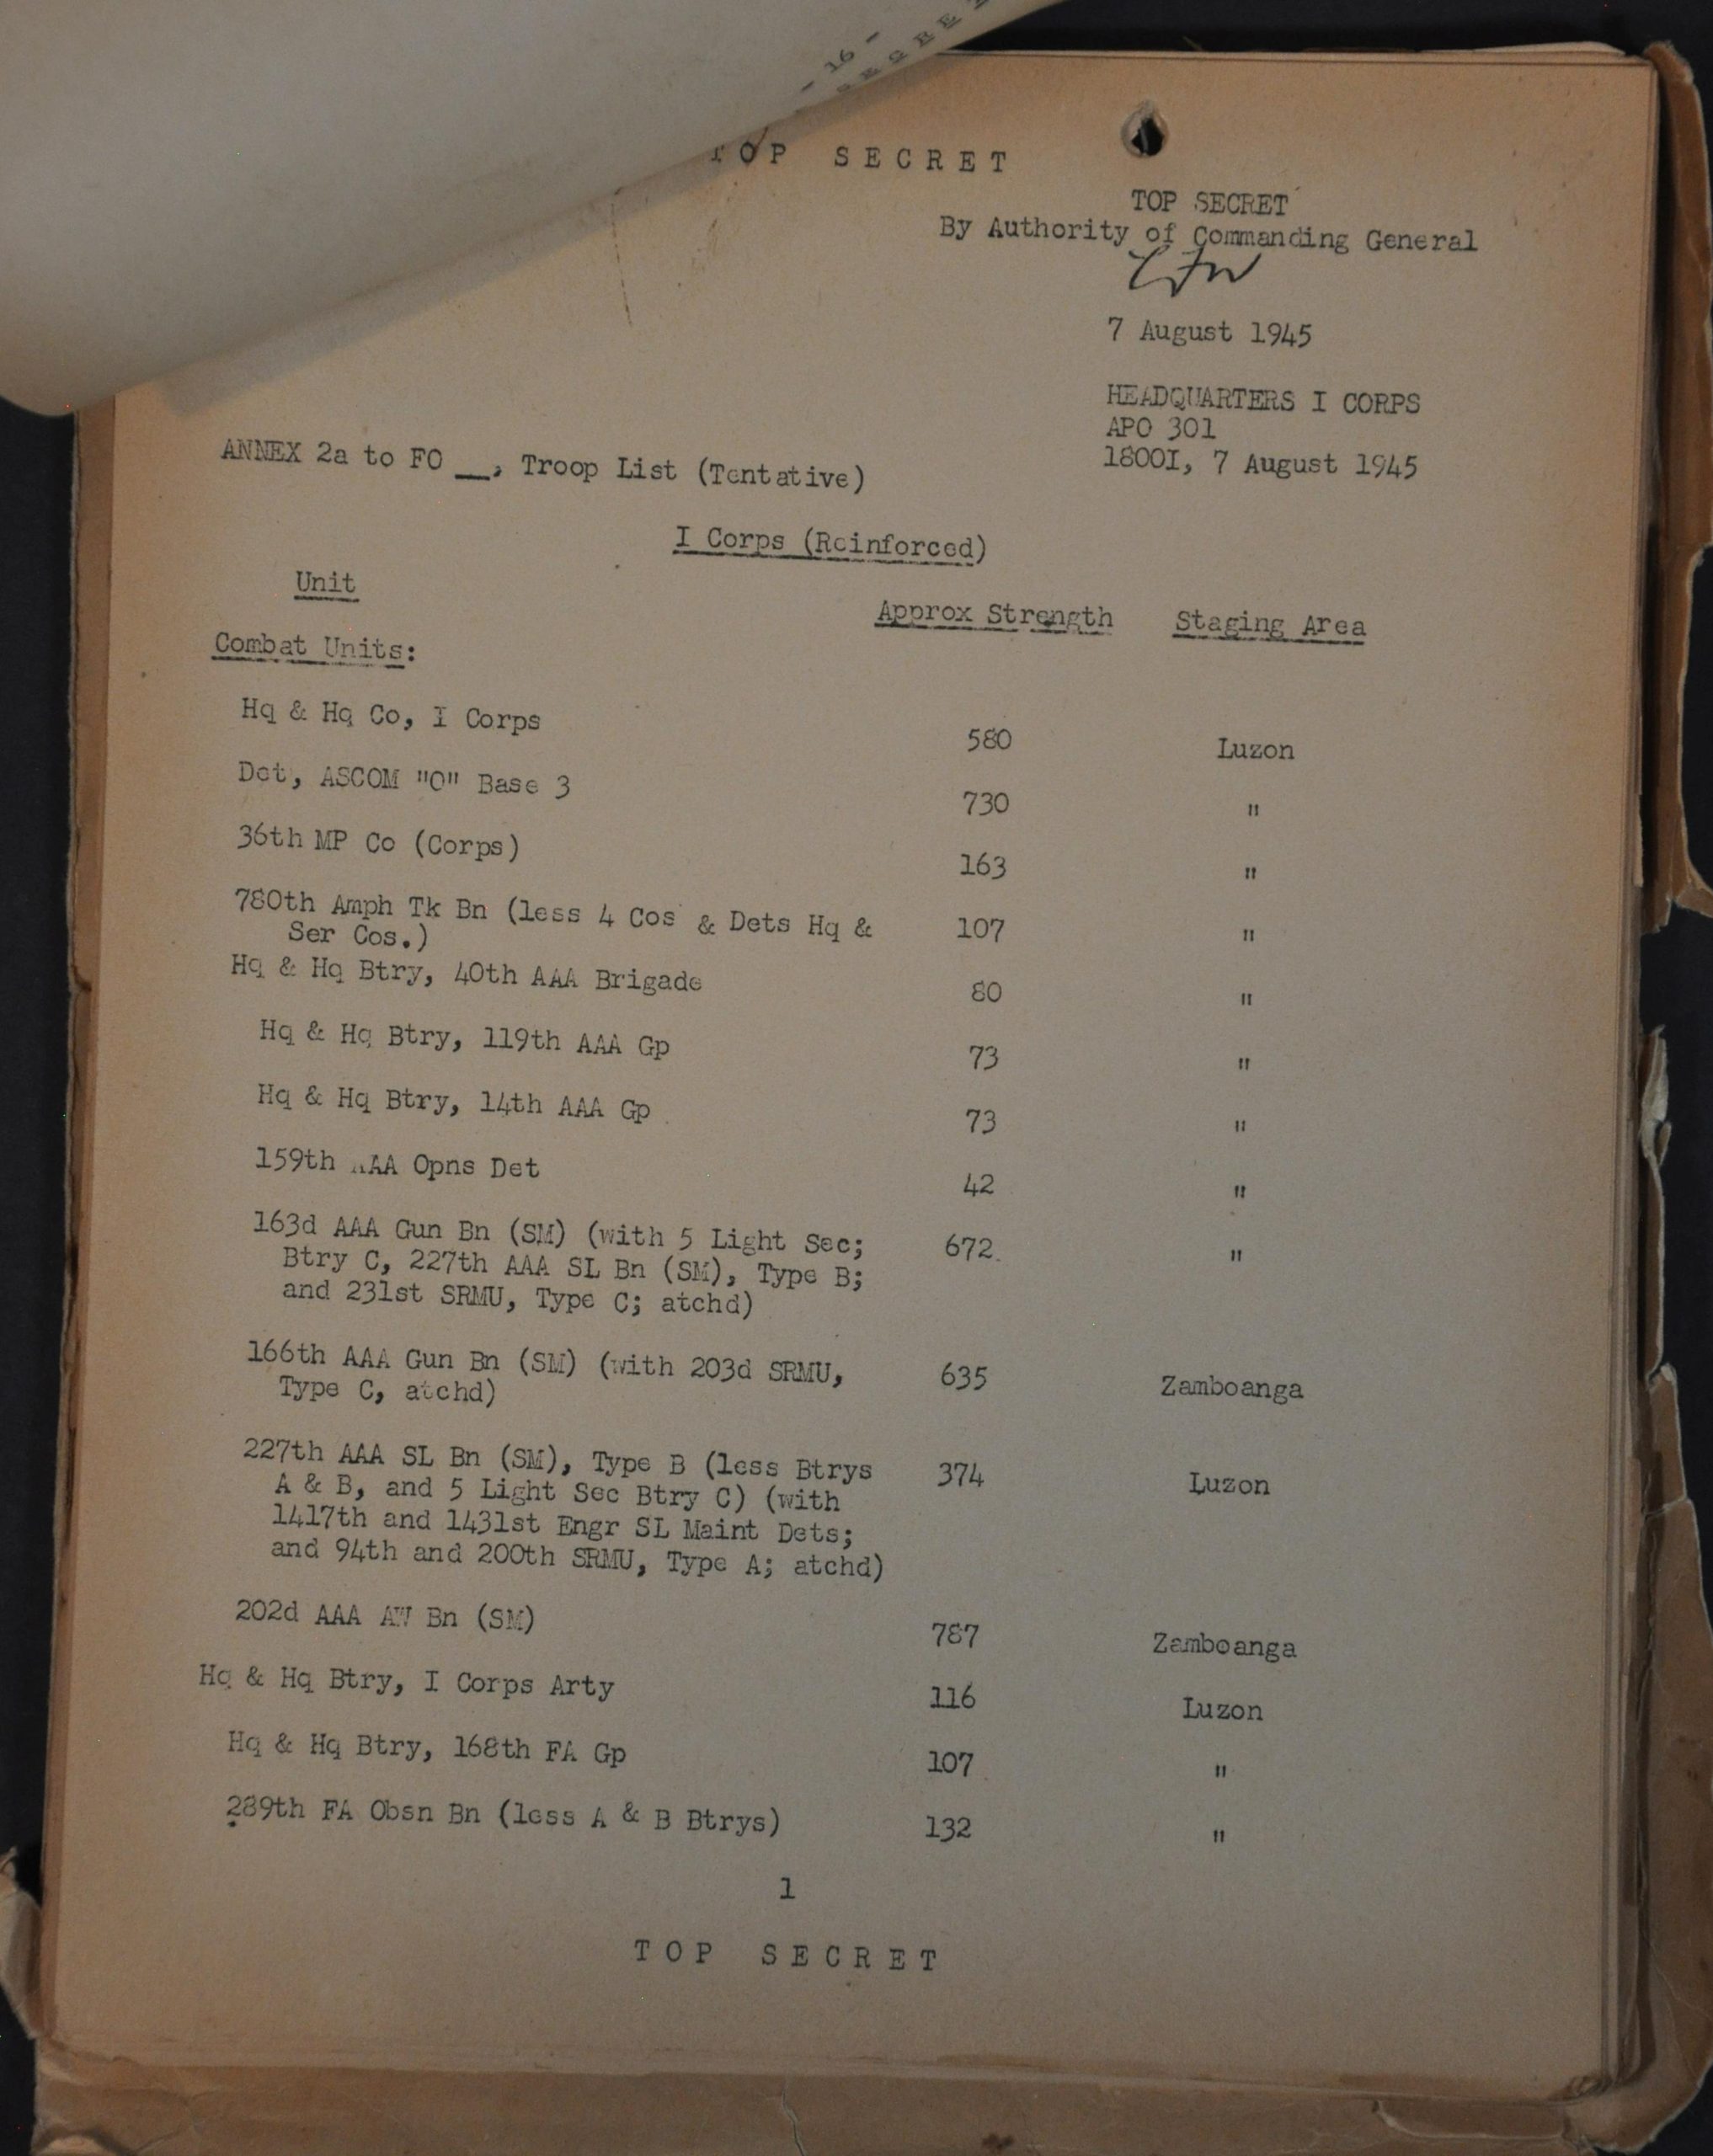 - 16 -
TOP SECRET
TOP SECRET
By Authority of Commanding General
7 August 1945
HEADQUARTERS I CORPS
APO 301
1800I, 7 August 1945
ANNEX 2a to FO __, Troop List (Tentative)
I Corps (Reinforced)
Unit Approx Strength Staging Area
Combat Units:
Hq & Hq Co, I Corps 580 Luzon
Det, ASCOM "O" Base 3 730 "
36th MP Co (Corps) 163 "
780th Amph Tk Bn (less 4 Cos & Dets Hq & 107 "
Ser Cos.)
Hq & Hq Btry, 40th AAA Brigade 80 "
Hq & Hq Btry, 119th AAA Gp 73 "
Hq & Hq Btry, 14th AAA Gp 73 "
159th AAA Opns Det 42 "
163d AAA Gun Bn (SM) (with 5 Light Sec; 672 "
Btry C, 227th AAA SL Bn (SM), Type B;
and 231st SRMU, Type C; atchd)
166th AAA Gun Bn (SM) (with 203d SRMU, 635 Zamboanga
Type C, atchd)
227th AAA SL Bn (SM), Type B (less Btrys 374 Luzon
A & B, and 5 Light Sec Btry C) (with
1417th and 1431st Engr SL Maint Dets;
and 94th and 200th SRMU, Type A; atchd)
202d AAA AW Bn (SM) 787 Zamboanga
Hq & Hq Btry, I Corps Arty 116 Luzon
Hq & Hq Btry, 168th FA Gp 107 "
289th FA Obsn Bn (less A & B Btrys) 132 "
1
TOP SECRET